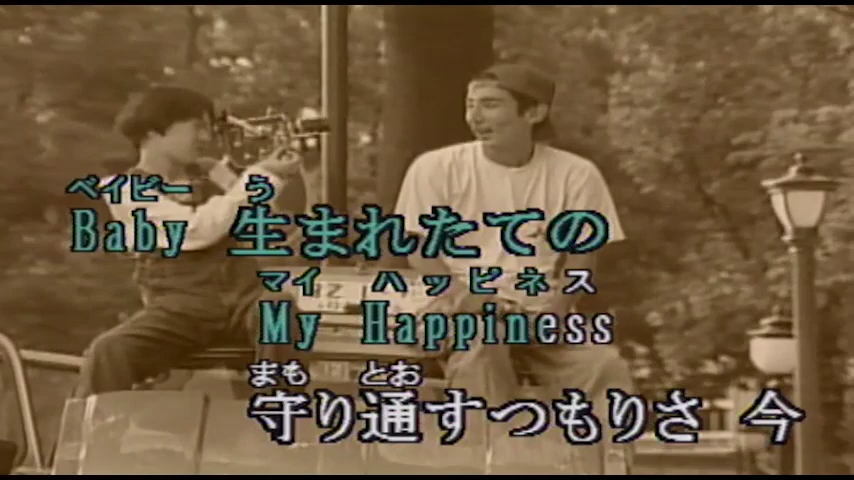 ベイビー う
Baby 生まれたての
マイ ハッピネス
My Happiness
まも とお
守り通すつもりさ 今